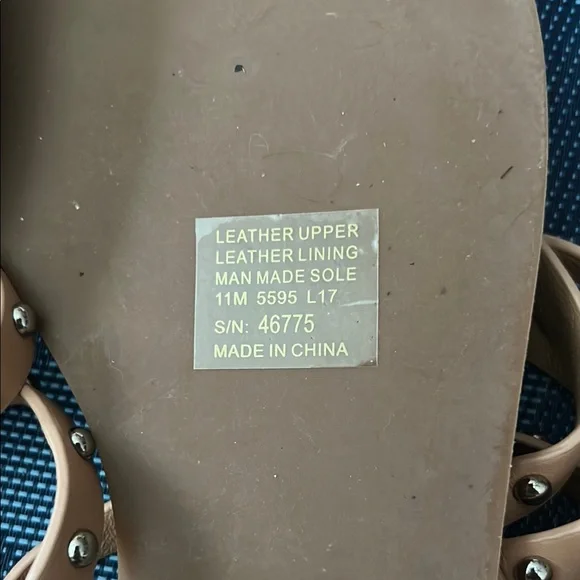 LEATHER UPPER
LEATHER LINING
MAN MADE SOLE
11M 5595 L17
S/N: 46775
MADE IN CHINA